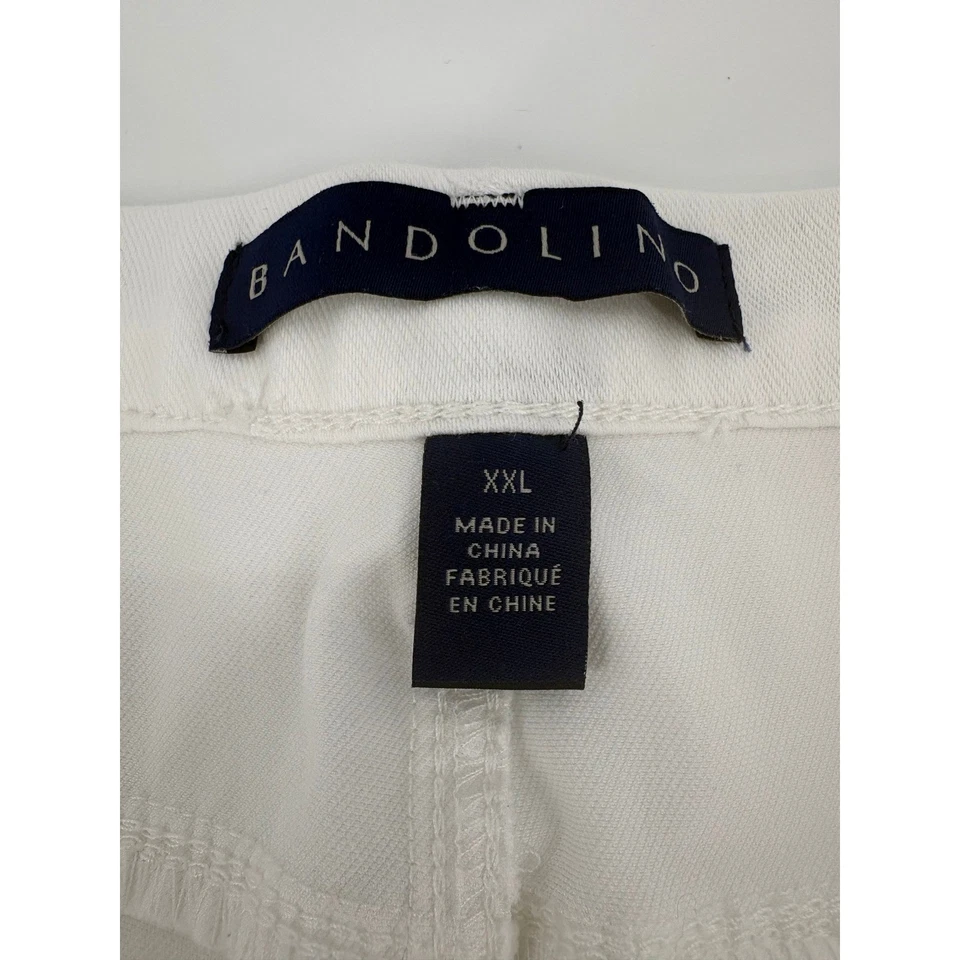 BANDOLINO
XXL
MADE IN
CHINA
FABRIQUÉ
EN CHINE